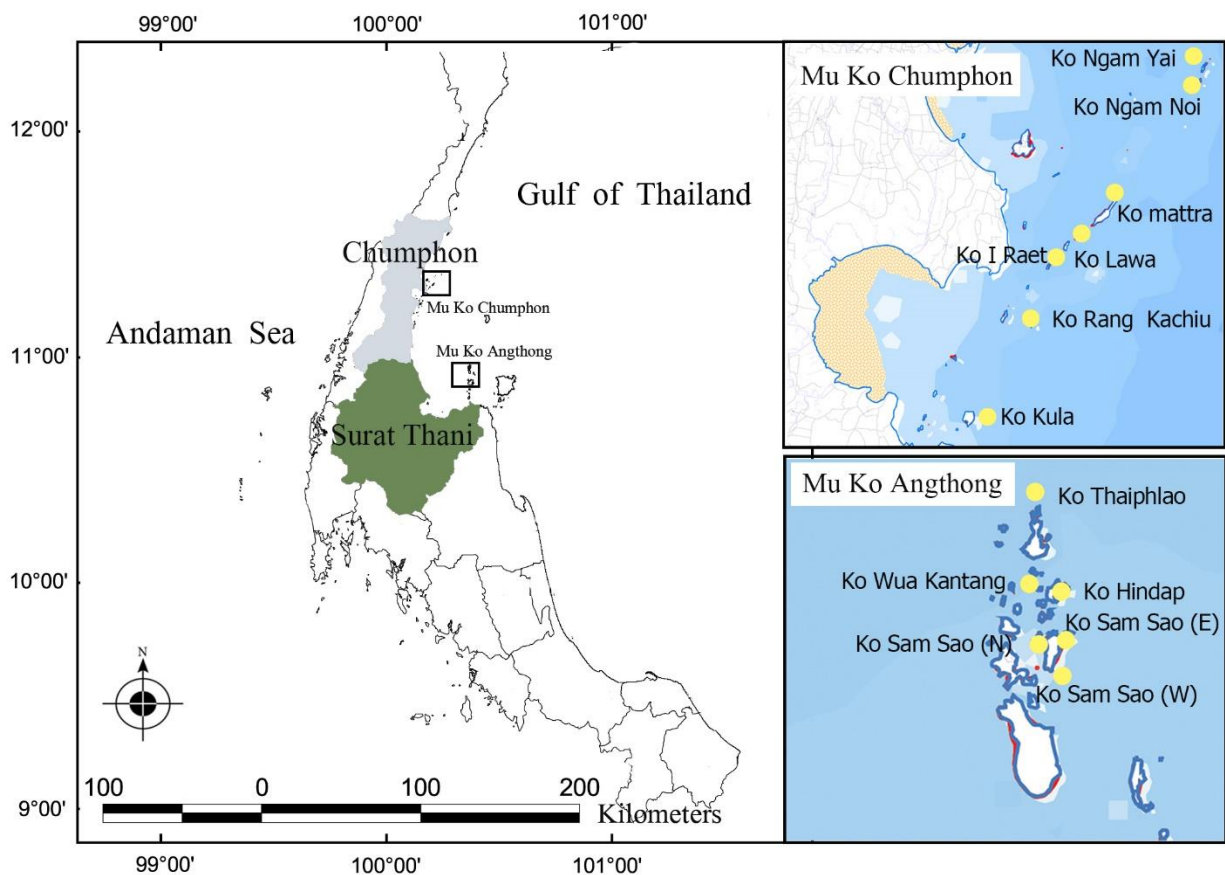 99°00'
100°00'
101°00'
12°00'
11°00'
10°00'
9°00'
Gulf of Thailand
Chumphon
Mu Ko Chumphon
Andaman Sea
Mu Ko Angthong
Surat Thani
N
100
0
100
200
Kilometers
99°00'
100°00'
101°00'
Mu Ko Chumphon
Ko Ngam Yai
Ko Ngam Noi
Ko mattra
Ko I Raet
Ko Lawa
Ko Rang Kachiu
Ko Kula
Mu Ko Angthong
Ko Thaiphlao
Ko Wua Kantang
Ko Hindap
Ko Sam Sao (E)
Ko Sam Sao (N)
Ko Sam Sao (W)